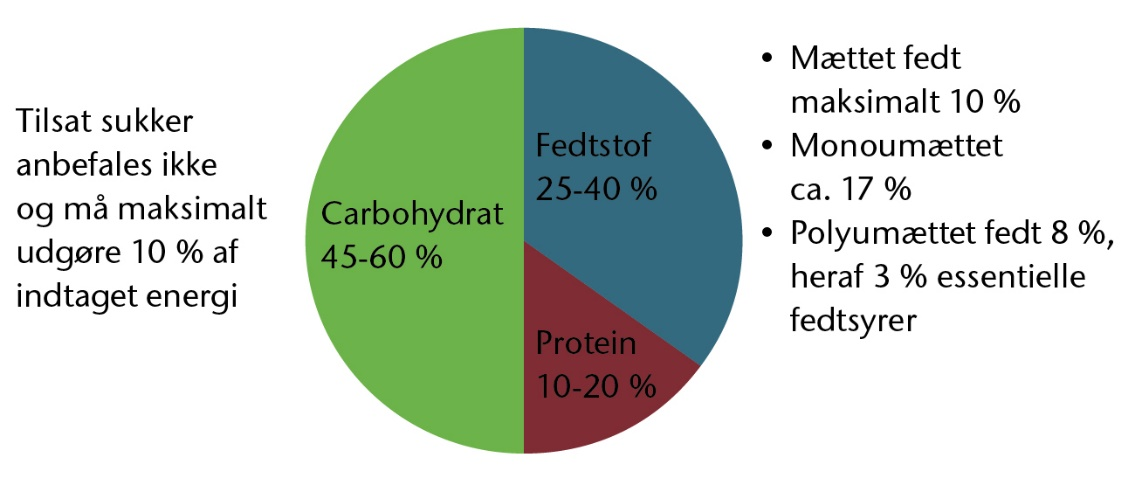 Tilsat sukker
anbefales ikke
og må maksimalt
udgøre 10 % af
indtaget energi
Carbohydrat
45-60 %
Fedtstof
25-40 %
Protein
10-20 %
• Mættet fedt
maksimalt 10 %
• Monoumættet
ca. 17 %
• Polyumættet fedt 8 %,
heraf 3 % essentielle
fedtsyrer